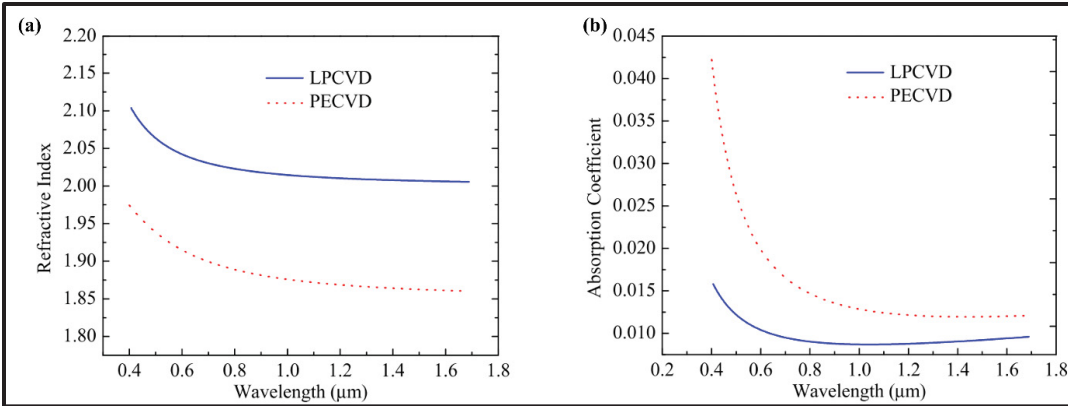 (a)
2.20
2.15
2.10
2.05
2.00
1.95
1.90
1.85
1.80
Refractive Index
LPCVD
PECVD
0.4 0.6 0.8 1.0 1.2 1.4 1.6 1.8
Wavelength (μm)
(b)
0.045
0.040
0.035
0.030
0.025
0.020
0.015
0.010
Absorption Coefficient
LPCVD
PECVD
0.2 0.4 0.6 0.8 1.0 1.2 1.4 1.6 1.8
Wavelength (μm)